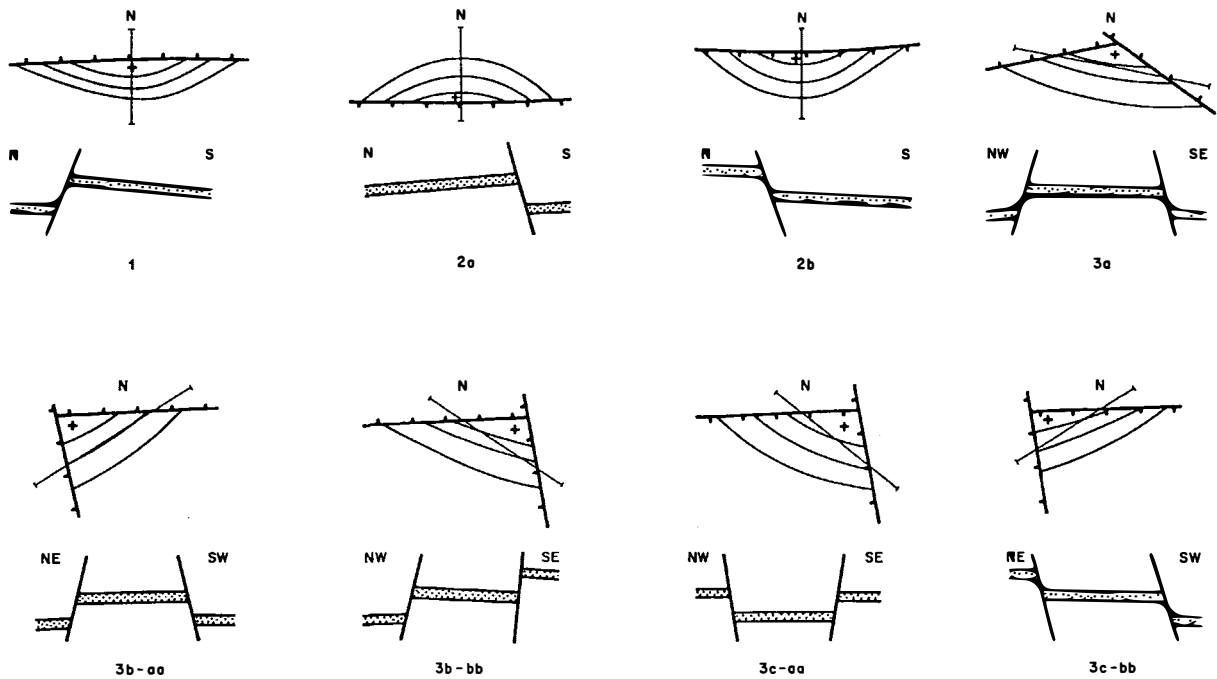 N N N N
N S N S N S NW SE
1 2a 2b 3a
N N N N
NE SW NW SE NW SE NE SW
3b-aa 3b-bb 3c-aa 3c-bb